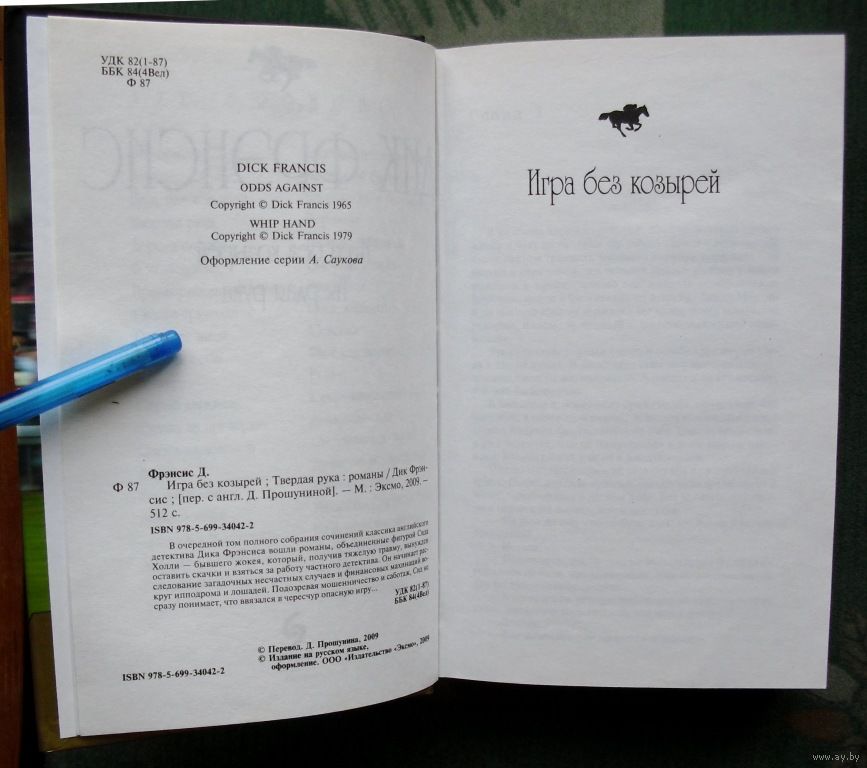 УДК 82(1-87)
ББК 84(4Вел)
Ф 87
DICK FRANCIS
ODDS AGAINST
Copyright © Dick Francis 1965
WHIP HAND
Copyright © Dick Francis 1979
Оформление серии А. Саукова
Фрэнсис Д.
Ф 87 Игра без козырей ; Твердая рука : романы / Дик Фрэн-
сис ; [пер. с англ. Д. Прошуниной]. — М. : Эксмо, 2009. —
512 с.
ISBN 978-5-699-34042-2
В очередной том полного собрания сочинений классика английского
детектива Дика Фрэнсиса вошли романы, объединенные фигурой Сида
Холли — бывшего жокея, который, получив тяжелую травму, вынужден
оставить скачки и взяться за работу частного детектива. Он начинает рас-
следование загадочных несчастных случаев и финансовых махинаций во-
круг ипподрома и лошадей. Подозревая мошенничество и саботаж, Сид не
сразу понимает, что ввязался в чересчур опасную игру...
УДК 82(1-87)
ББК 84(4Вел)
© Перевод. Д. Прошунина, 2009
© Издание на русском языке,
оформление. ООО «Издательство «Эксмо», 2009
ISBN 978-5-699-34042-2
Игра без козырей
www.ay.by